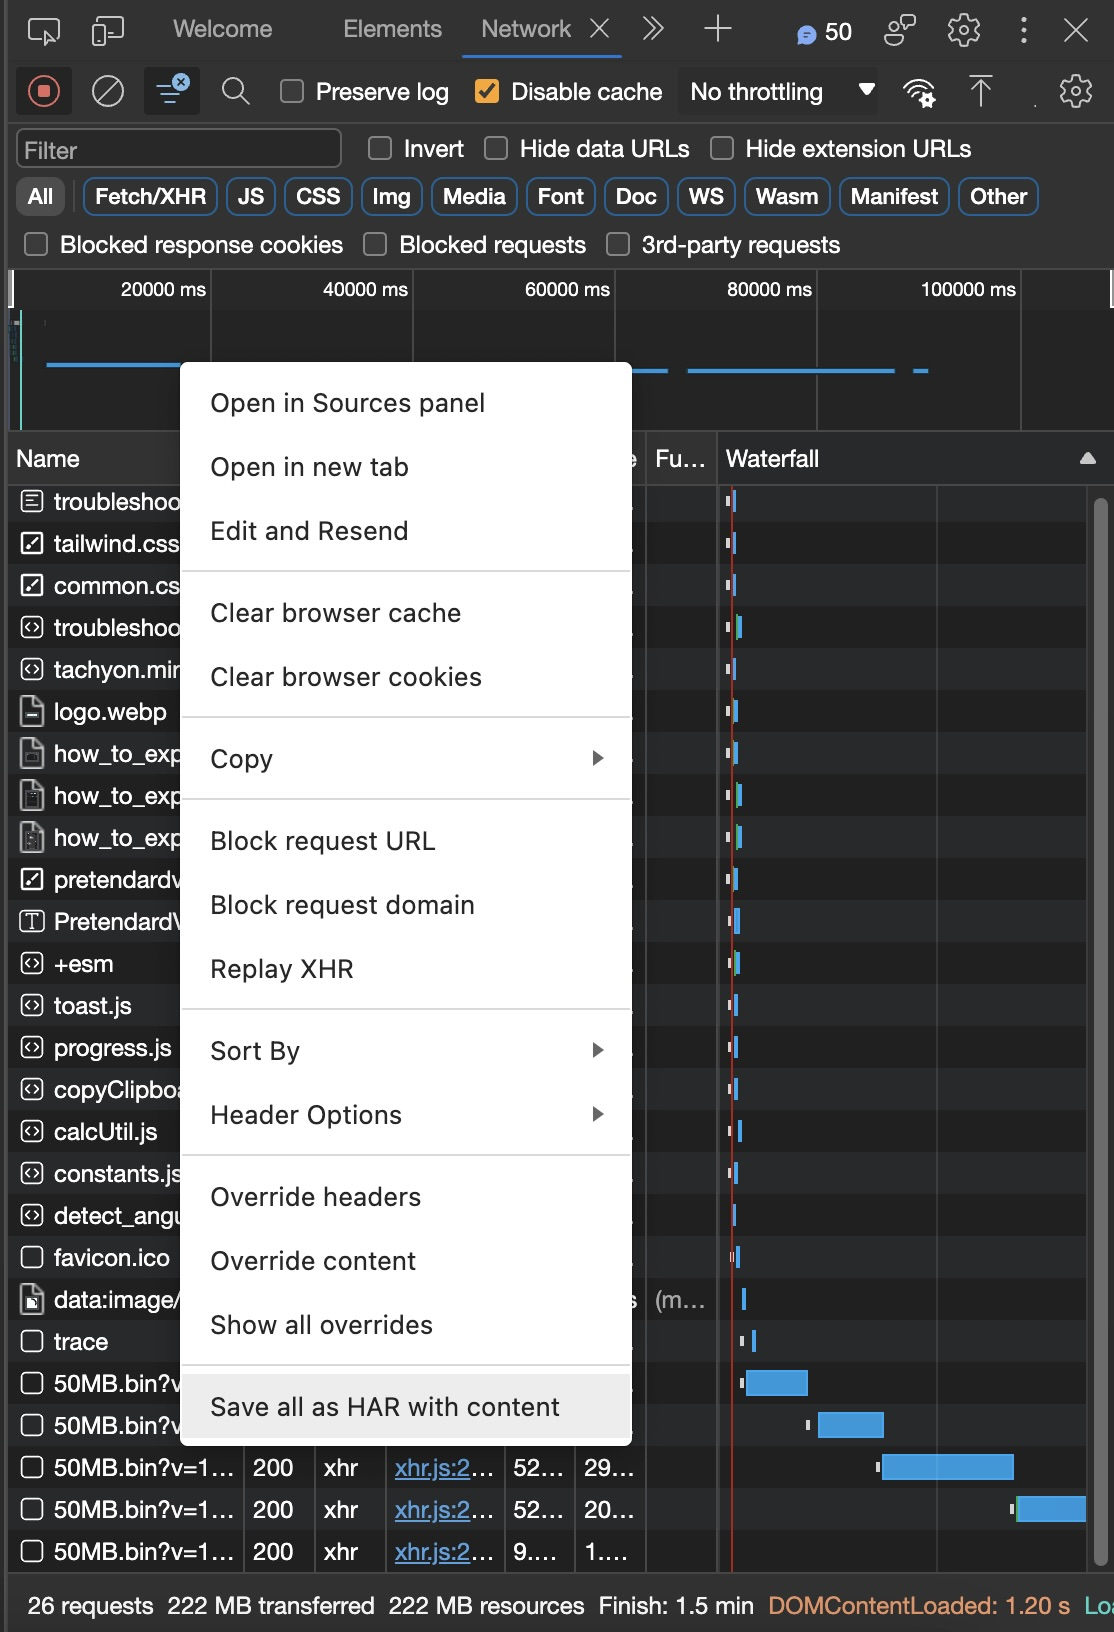 Welcome Elements Network 50
Preserve log Disable cache No throttling
Filter Invert Hide data URLs Hide extension URLs
All Fetch/XHR JS CSS Img Media Font Doc WS Wasm Manifest Other
Blocked response cookies Blocked requests 3rd-party requests
20000 ms 40000 ms 60000 ms 80000 ms 100000 ms
Open in Sources panel
Open in new tab
Edit and Resend
Clear browser cache
Clear browser cookies
Copy
Block request URL
Block request domain
Replay XHR
Sort By
Header Options
Override headers
Override content
Show all overrides
Save all as HAR with content
Name Fu... Waterfall
troubleshoo
tailwind.css
common.cs
troubleshoo
tachyon.mir
logo.webp
how_to_exp
how_to_exp
how_to_exp
pretendardv
PretendardV
+esm
toast.js
progress.js
copyClipboa
calcUtil.js
constants.js
detect_angu
favicon.ico
data:image/ s (m...
trace
50MB.bin?v
50MB.bin?v
50MB.bin?v=1... 200 xhr xhr.js:2... 52... 29...
50MB.bin?v=1... 200 xhr xhr.js:2... 52... 20...
50MB.bin?v=1... 200 xhr xhr.js:2... 9.... 1....
26 requests 222 MB transferred 222 MB resources Finish: 1.5 min DOMContentLoaded: 1.20 s Loa